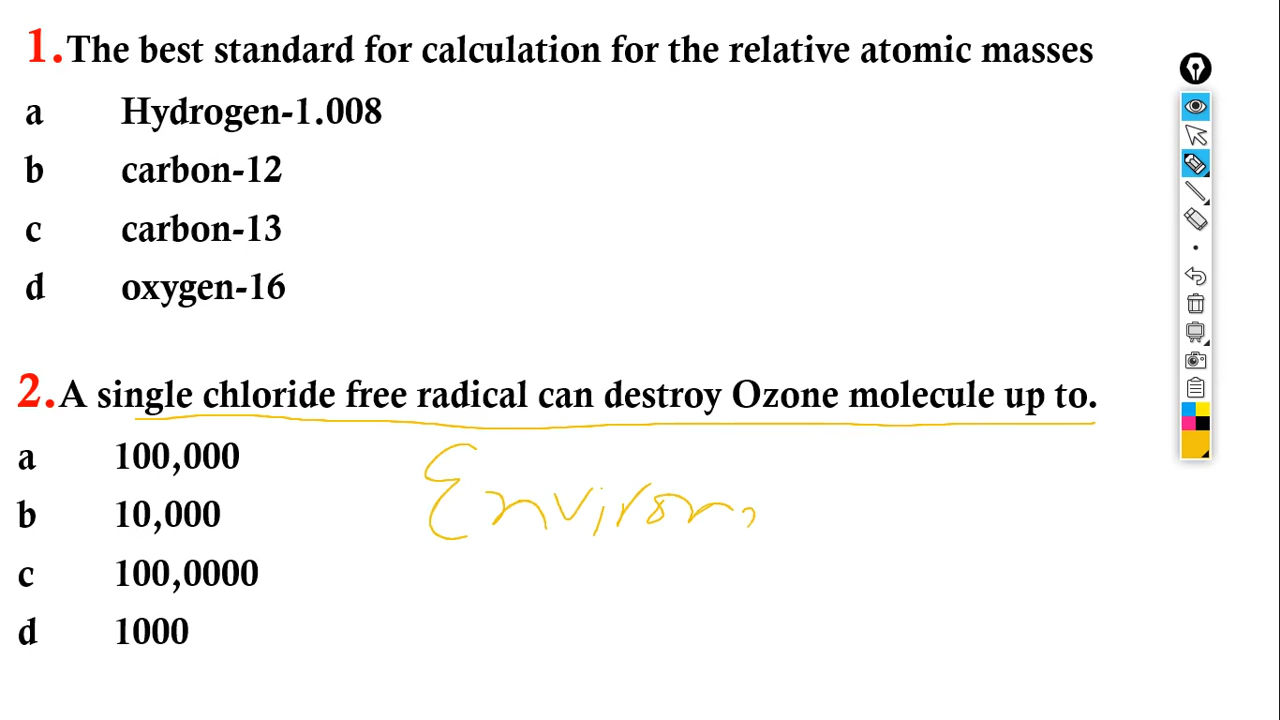 1.The best standard for calculation for the relative atomic masses
a Hydrogen-1.008
b carbon-12
c carbon-13
d oxygen-16
2.A single chloride free radical can destroy Ozone molecule up to.
a 100,000
b 10,000
c 100,0000
d 1000